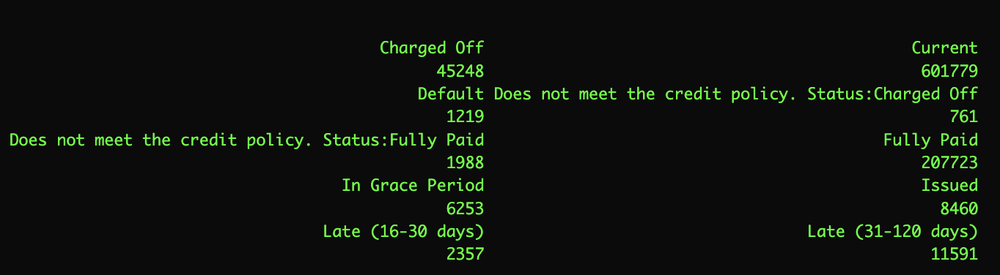 Charged Off Current
45248 601779
Default Does not meet the credit policy. Status:Charged Off
1219 761
Does not meet the credit policy. Status:Fully Paid Fully Paid
1988 207723
In Grace Period Issued
6253 8460
Late (16-30 days) Late (31-120 days)
2357 11591